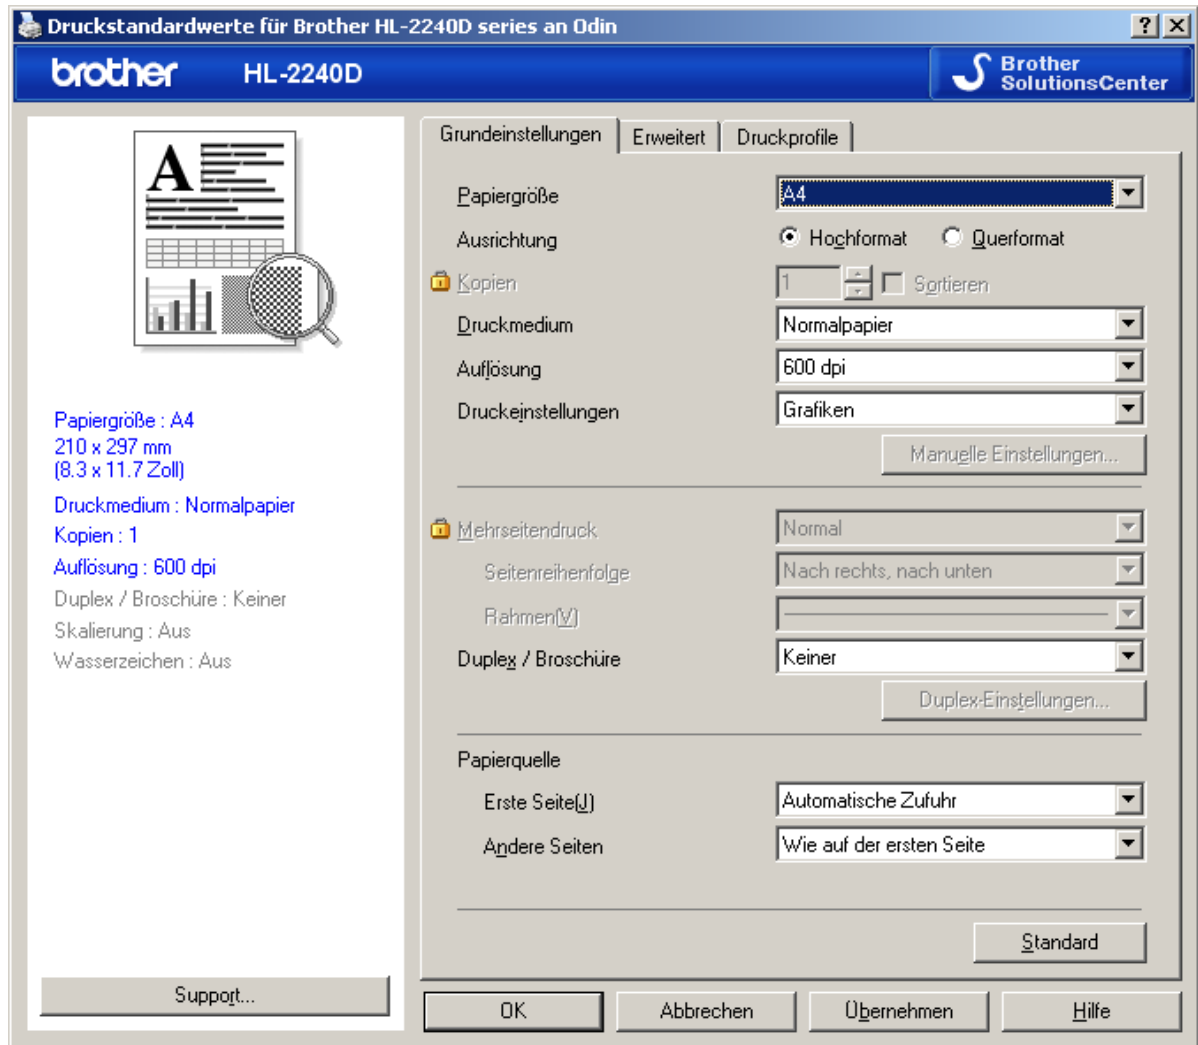 Druckstandardwerte für Brother HL-2240D series an Odin
brother HL-2240D
Brother
SolutionsCenter
A
Papiergröße : A4
210 x 297 mm
(8.3 x 11.7 Zoll)
Druckmedium : Normalpapier
Kopien : 1
Auflösung : 600 dpi
Duplex / Broschüre : Keiner
Skalierung : Aus
Wasserzeichen : Aus
Support...
Grundeinstellungen Erweitert Druckprofile
Papiergröße A4
Ausrichtung Hochformat Querformat
Kopien 1 Sortieren
Druckmedium Normalpapier
Auflösung 600 dpi
Druckeinstellungen Grafiken
Manuelle Einstellungen...
Mehrseitendruck Normal
Seitenreihenfolge Nach rechts, nach unten
Rahmen(V)
Duplex / Broschüre Keiner
Duplex-Einstellungen...
Papierquelle
Erste Seite(J) Automatische Zufuhr
Andere Seiten Wie auf der ersten Seite
Standard
OK Abbrechen Übernehmen Hilfe